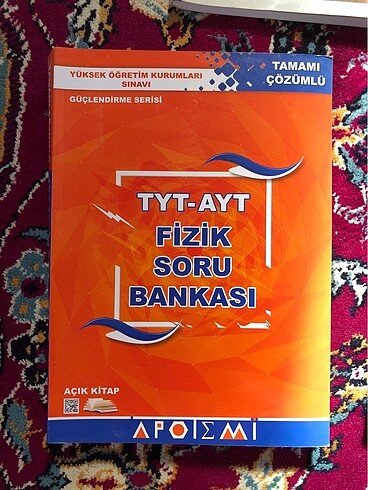 YÜKSEK ÖĞRETİM KURUMLARI
SINAVI
TAMAMI
ÇÖZÜMLÜ
GÜÇLENDİRME SERİSİ
TYT-AYT
FİZİK
SORU
BANKASI
AÇIK KİTAP
APOIEMİ